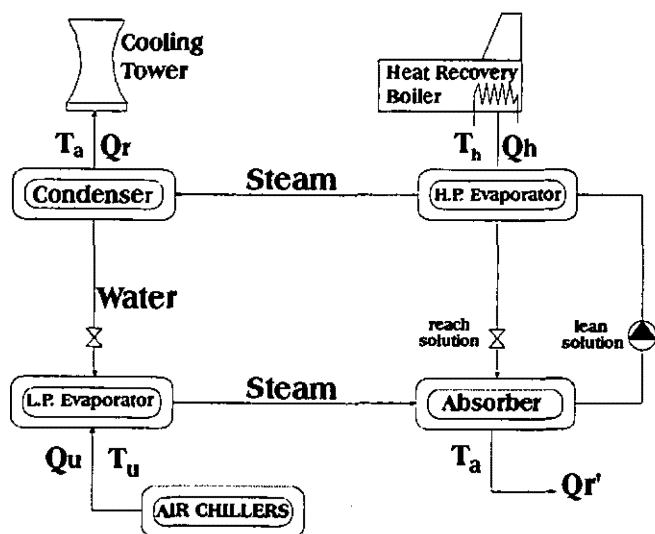 Cooling
Tower
Heat Recovery
Boiler
Ta Qr
Th Qh
Condenser
Steam
H.P. Evaporator
Water
reach
solution
lean
solution
L.P. Evaporator
Steam
Absorber
Qu Tu
Ta
Qr'
AIR CHILLERS